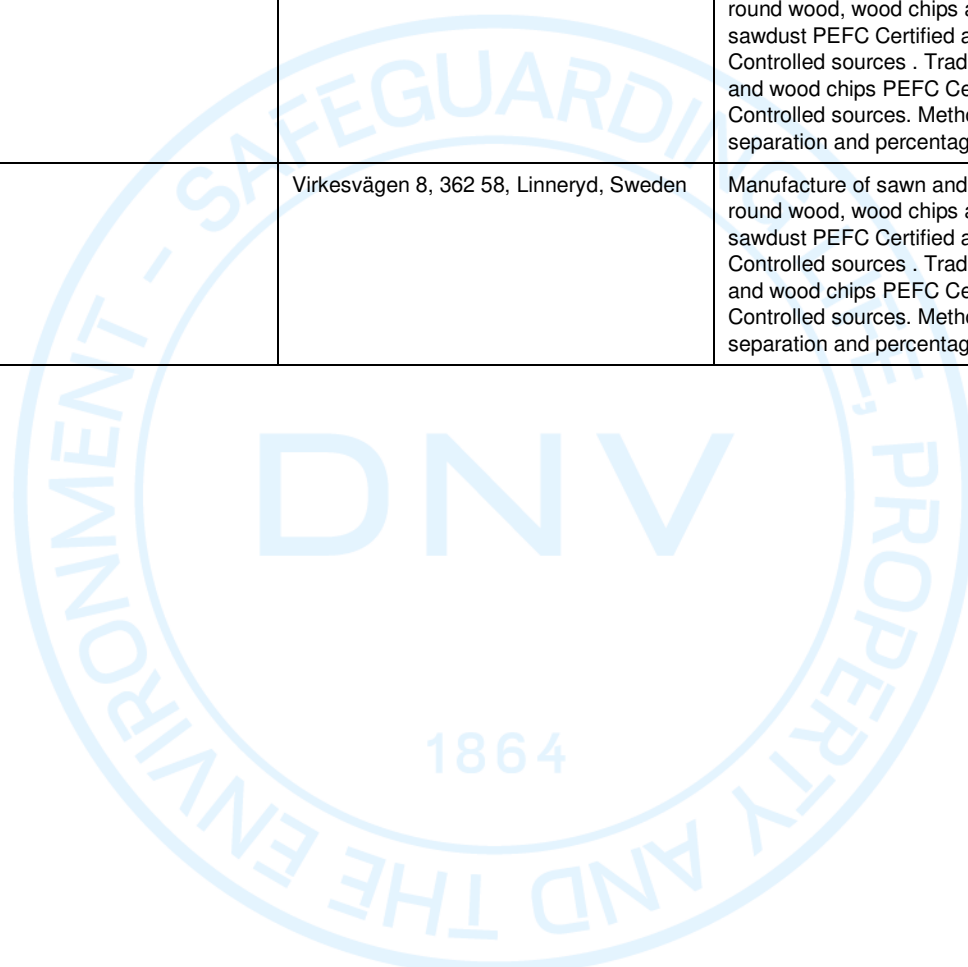 round wood, wood chips
sawdust PEFC Certified
Controlled sources . Trad
and wood chips PEFC Ce
Controlled sources. Meth
separation and percentag
Virkesvägen 8, 362 58, Linneryd, Sweden
Manufacture of sawn and
round wood, wood chips
sawdust PEFC Certified
Controlled sources . Trad
and wood chips PEFC Ce
Controlled sources. Meth
separation and percentag
SAFEGUARDING LIFE, PROPERTY AND THE ENVIRONMENT -
DNV
1864